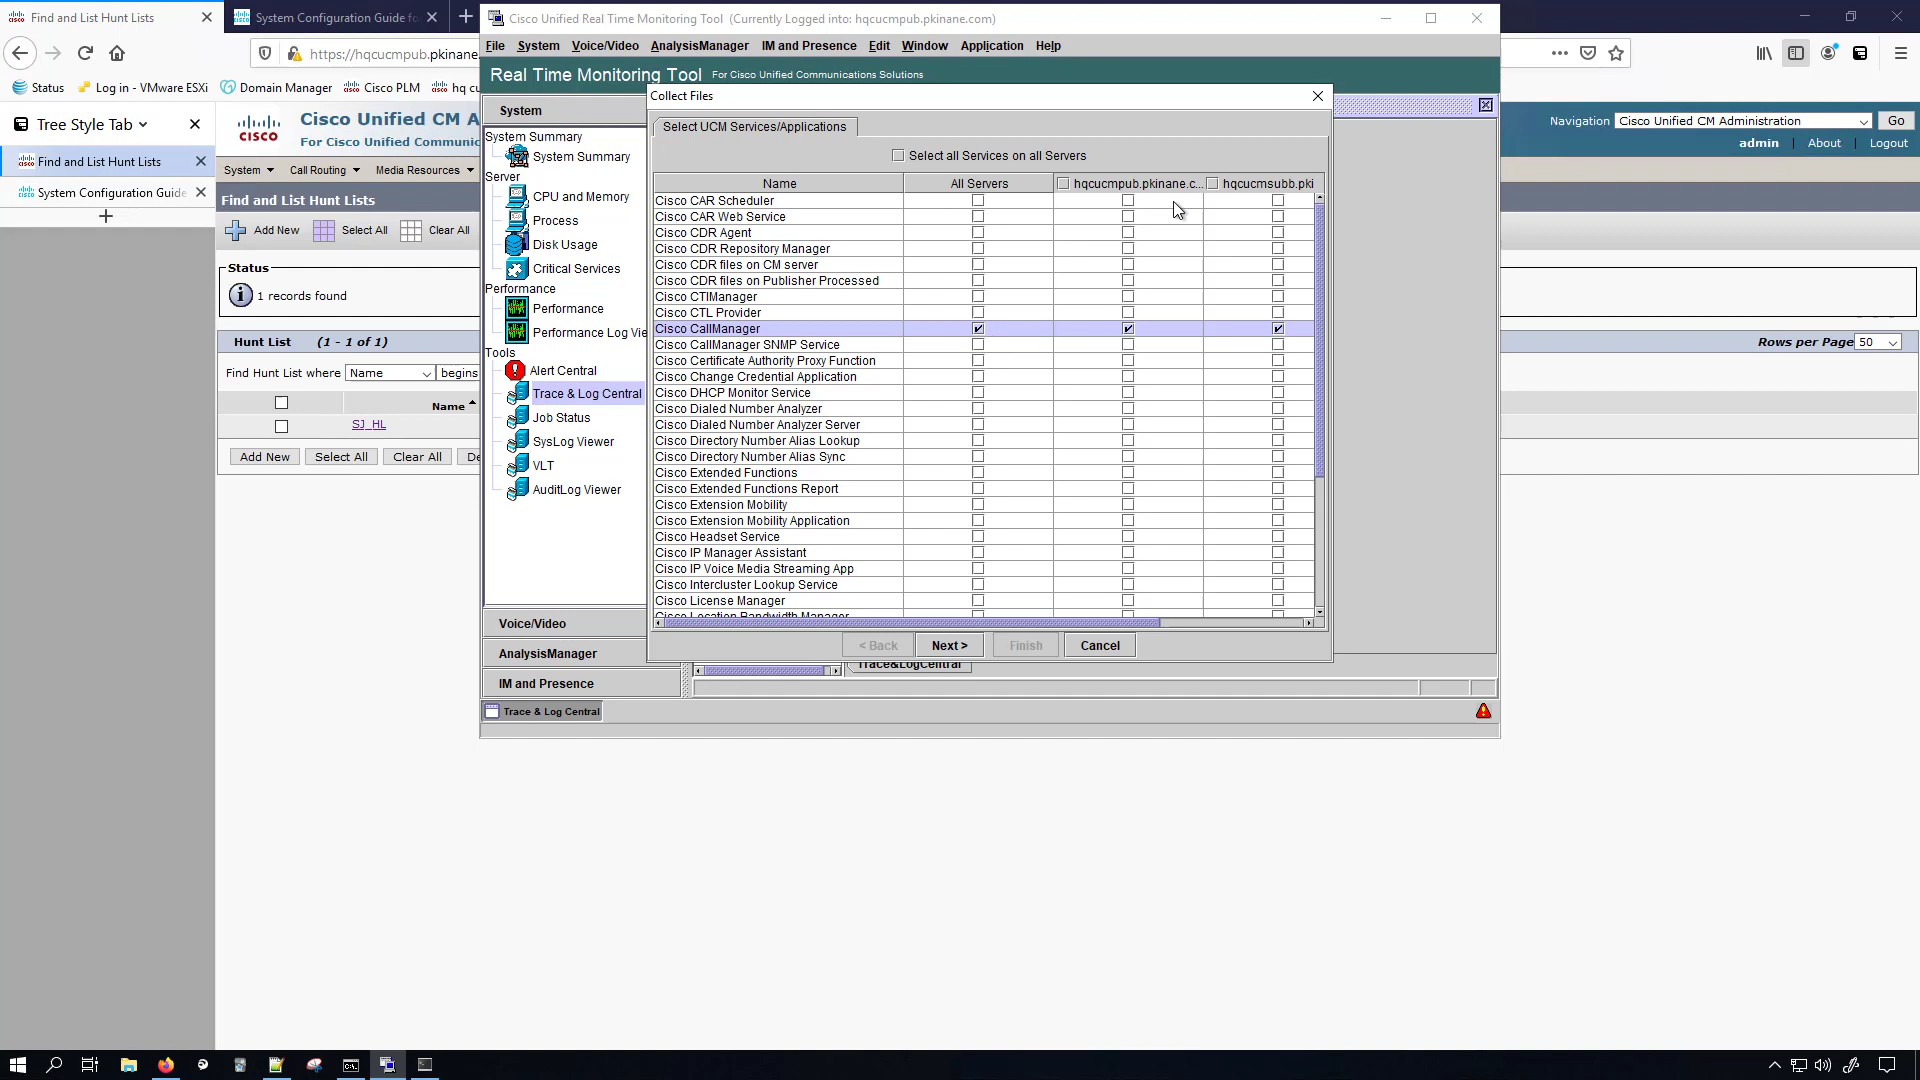 Find and List Hunt Lists
System Configuration Guide fo
Cisco Unified Real Time Monitoring Tool (Currently Logged into: hqcucmpub.pkinane.com)
https://hqcucmpub.pkinane.
File System Voice/Video AnalysisManager IM and Presence Edit Window Application Help
Status
Log in - VMware ESXi
Domain Manager
Cisco PLM
hq cu
Real Time Monitoring Tool For Cisco Unified Communications Solutions
Tree Style Tab
Find and List Hunt Lists
System Configuration Guide
CISCO
Cisco Unified CM A
For Cisco Unified Communic
Navigation Cisco Unified CM Administration Go
admin About Logout
System Call Routing Media Resources
Find and List Hunt Lists
Add New Select All Clear All
Status
1 records found
Hunt List (1 - 1 of 1)
Rows per Page 50
Find Hunt List where Name begins
Name
SJ_HL
Add New Select All Clear All De
System
System Summary
System Summary
Server
CPU and Memory
Process
Disk Usage
Critical Services
Performance
Performance
Performance Log Vie
Tools
Alert Central
Trace & Log Central
Job Status
SysLog Viewer
VLT
AuditLog Viewer
Voice/Video
AnalysisManager
IM and Presence
Collect Files
Select UCM Services/Applications
Select all Services on all Servers
Name All Servers hqcucmpub.pkinane.c... hqcucmsubb.pki
Cisco CAR Scheduler
Cisco CAR Web Service
Cisco CDR Agent
Cisco CDR Repository Manager
Cisco CDR files on CM server
Cisco CDR files on Publisher Processed
Cisco CTIManager
Cisco CTL Provider
Cisco CallManager
Cisco CallManager SNMP Service
Cisco Certificate Authority Proxy Function
Cisco Change Credential Application
Cisco DHCP Monitor Service
Cisco Dialed Number Analyzer
Cisco Dialed Number Analyzer Server
Cisco Directory Number Alias Lookup
Cisco Directory Number Alias Sync
Cisco Extended Functions
Cisco Extended Functions Report
Cisco Extension Mobility
Cisco Extension Mobility Application
Cisco Headset Service
Cisco IP Manager Assistant
Cisco IP Voice Media Streaming App
Cisco Intercluster Lookup Service
Cisco License Manager
Cisco Location Bandwidth Manager
< Back Next > Finish Cancel
Trace&LogCentral
Trace & Log Central